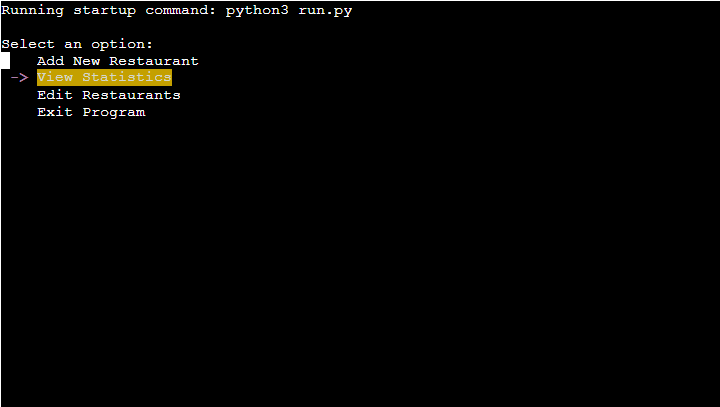 Running startup command: python3 run.py
Select an option:
Add New Restaurant
-> View Statistics
Edit Restaurants
Exit Program